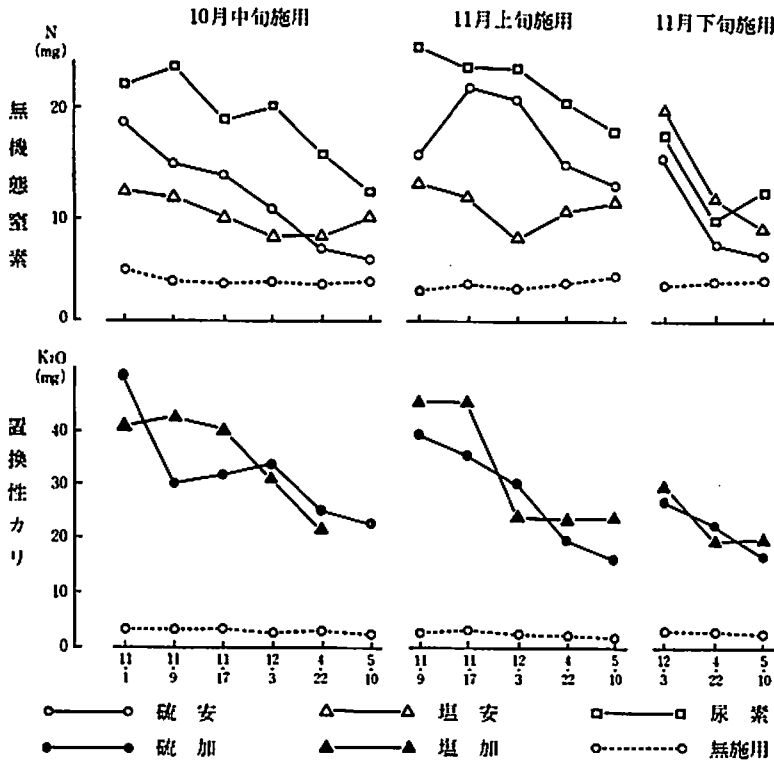 10月中旬施用 11月上旬施用 11月下旬施用
N
(mg)
無機態窒素
20
10
0
K₂O
(mg)
置換性カリ
40
30
20
10
0
11・1 11・9 11・17 12・3 4・22 5・10 11・9 11・17 12・3 4・22 5・10 12・3 4・22 5・10
硫安 塩安 尿素
硫加 塩加 無施用